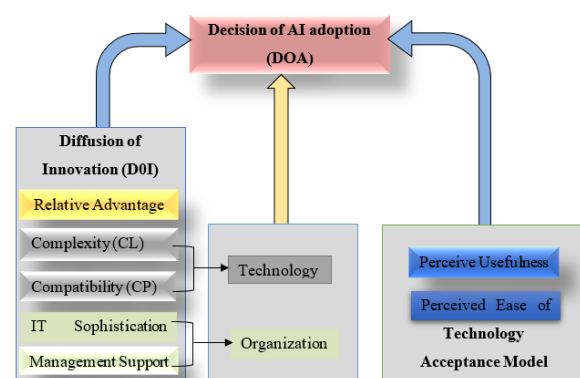 Decision of AI adoption
(DOA)
Diffusion of
Innovation (D0I)
Relative Advantage
Complexity (CL)
Compatibility (CP)
IT Sophistication
Management Support
Technology
Organization
Perceive Usefulness
Perceived Ease of
Technology
Acceptance Model